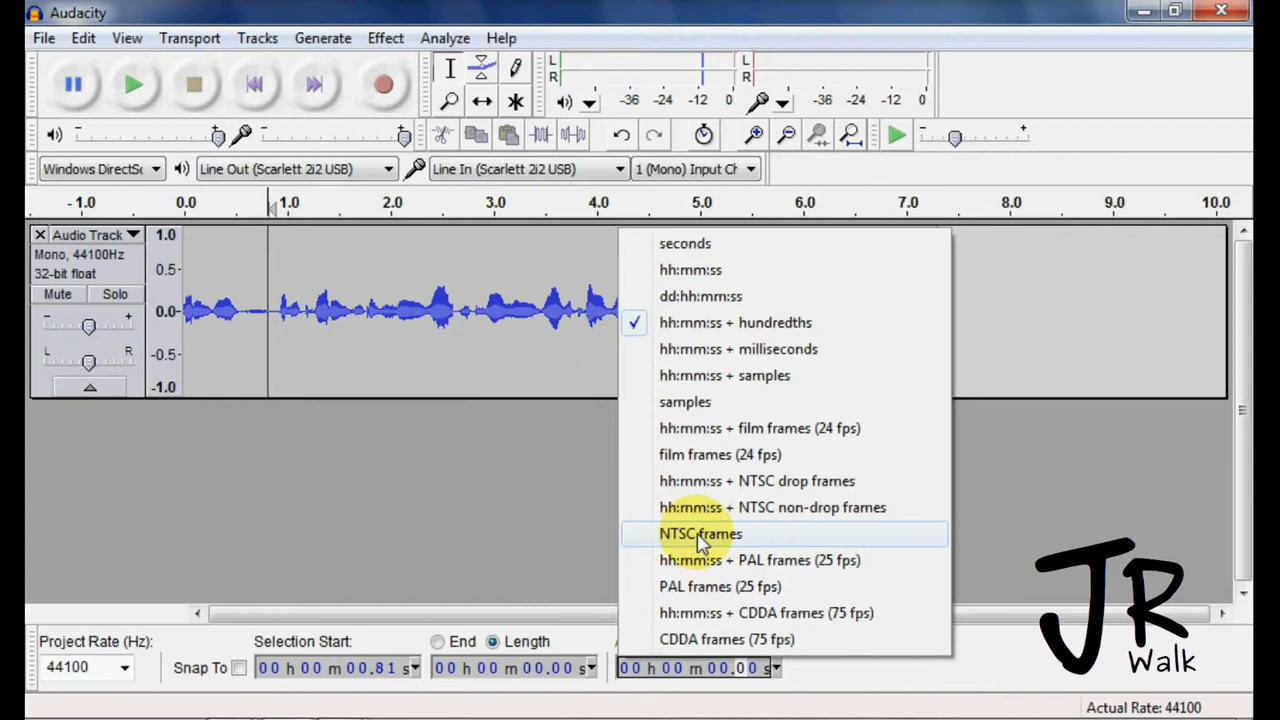 Audacity
File Edit View Transport Tracks Generate Effect Analyze Help
L
R
-36 -24 -12 0
L
R
-36 -24 -12 0
- +
- +
- +
Windows DirectSo
Line Out (Scarlett 2i2 USB)
Line In (Scarlett 2i2 USB)
1 (Mono) Input Ch
-1.0 0.0 1.0 2.0 3.0 4.0 5.0 6.0 7.0 8.0 9.0 10.0
Audio Track
Mono, 44100Hz
32-bit float
Mute Solo
- +
L R
1.0
0.5-
0.0-
-0.5-
-1.0
seconds
hh:mm:ss
dd:hh:mm:ss
hh:mm:ss + hundredths
hh:mm:ss + milliseconds
hh:mm:ss + samples
samples
hh:mm:ss + film frames (24 fps)
film frames (24 fps)
hh:mm:ss + NTSC drop frames
hh:mm:ss + NTSC non-drop frames
NTSC frames
hh:mm:ss + PAL frames (25 fps)
PAL frames (25 fps)
hh:mm:ss + CDDA frames (75 fps)
CDDA frames (75 fps)
Project Rate (Hz):
44100
Snap To
Selection Start:
00 h 00 m 00.81 s
End Length
00 h 00 m 00.00 s
00 h 00 m 00.00 s
JR
Walk
Actual Rate: 44100